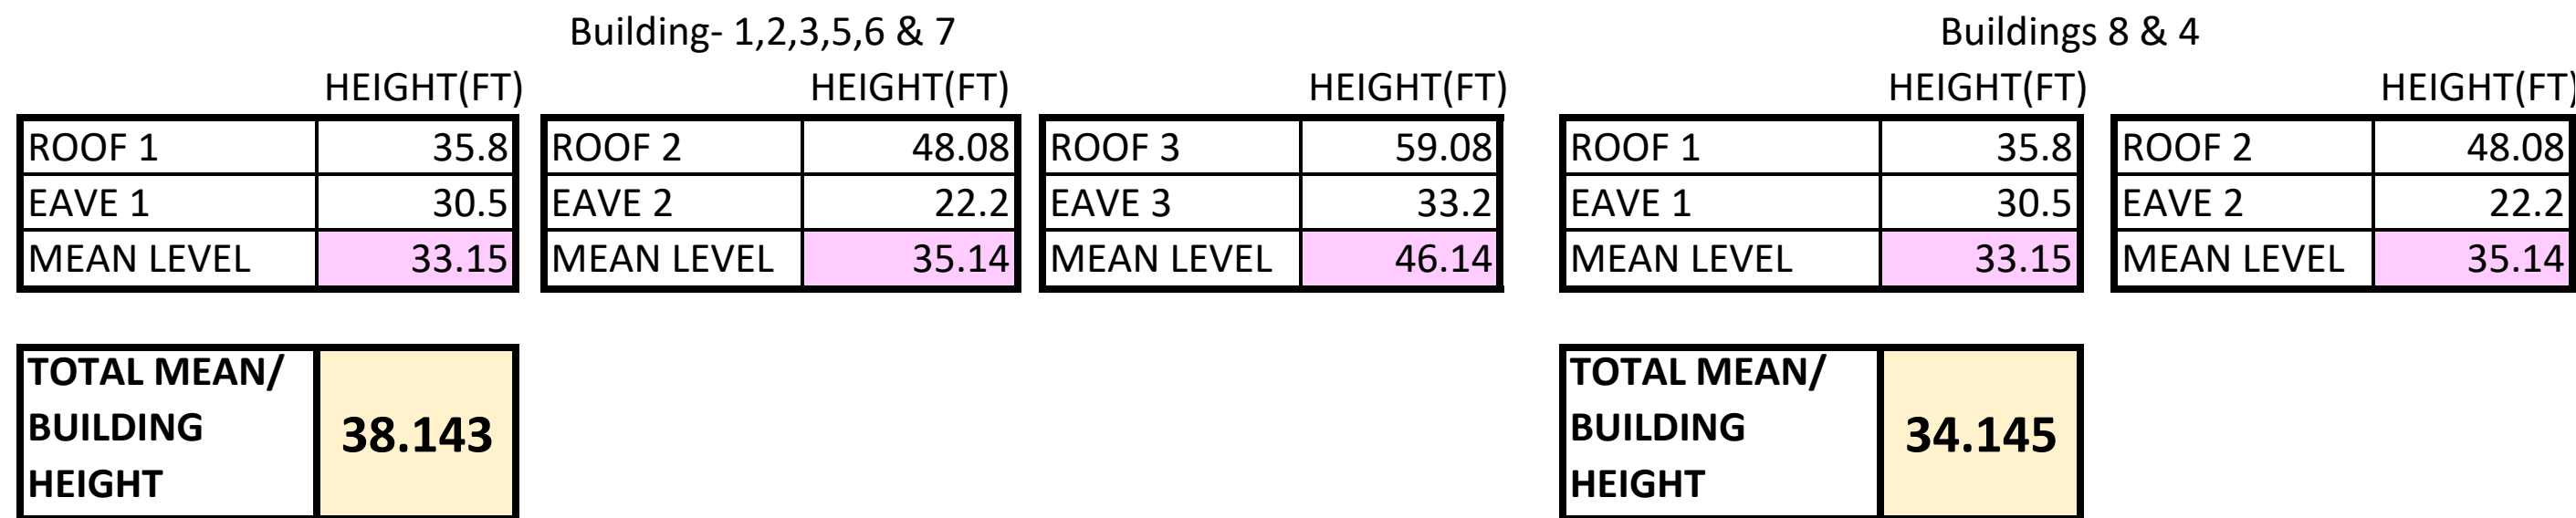 Building- 1,2,3,5,6 & 7 Buildings 8 & 4
HEIGHT(FT) HEIGHT(FT) HEIGHT(FT) HEIGHT(FT) HEIGHT(FT)
ROOF 1 35.8 ROOF 2 48.08 ROOF 3 59.08 ROOF 1 35.8 ROOF 2 48.08
EAVE 1 30.5 EAVE 2 22.2 EAVE 3 33.2 EAVE 1 30.5 EAVE 2 22.2
MEAN LEVEL 33.15 MEAN LEVEL 35.14 MEAN LEVEL 46.14 MEAN LEVEL 33.15 MEAN LEVEL 35.14
TOTAL MEAN/ TOTAL MEAN/
BUILDING 38.143 BUILDING 34.145
HEIGHT HEIGHT